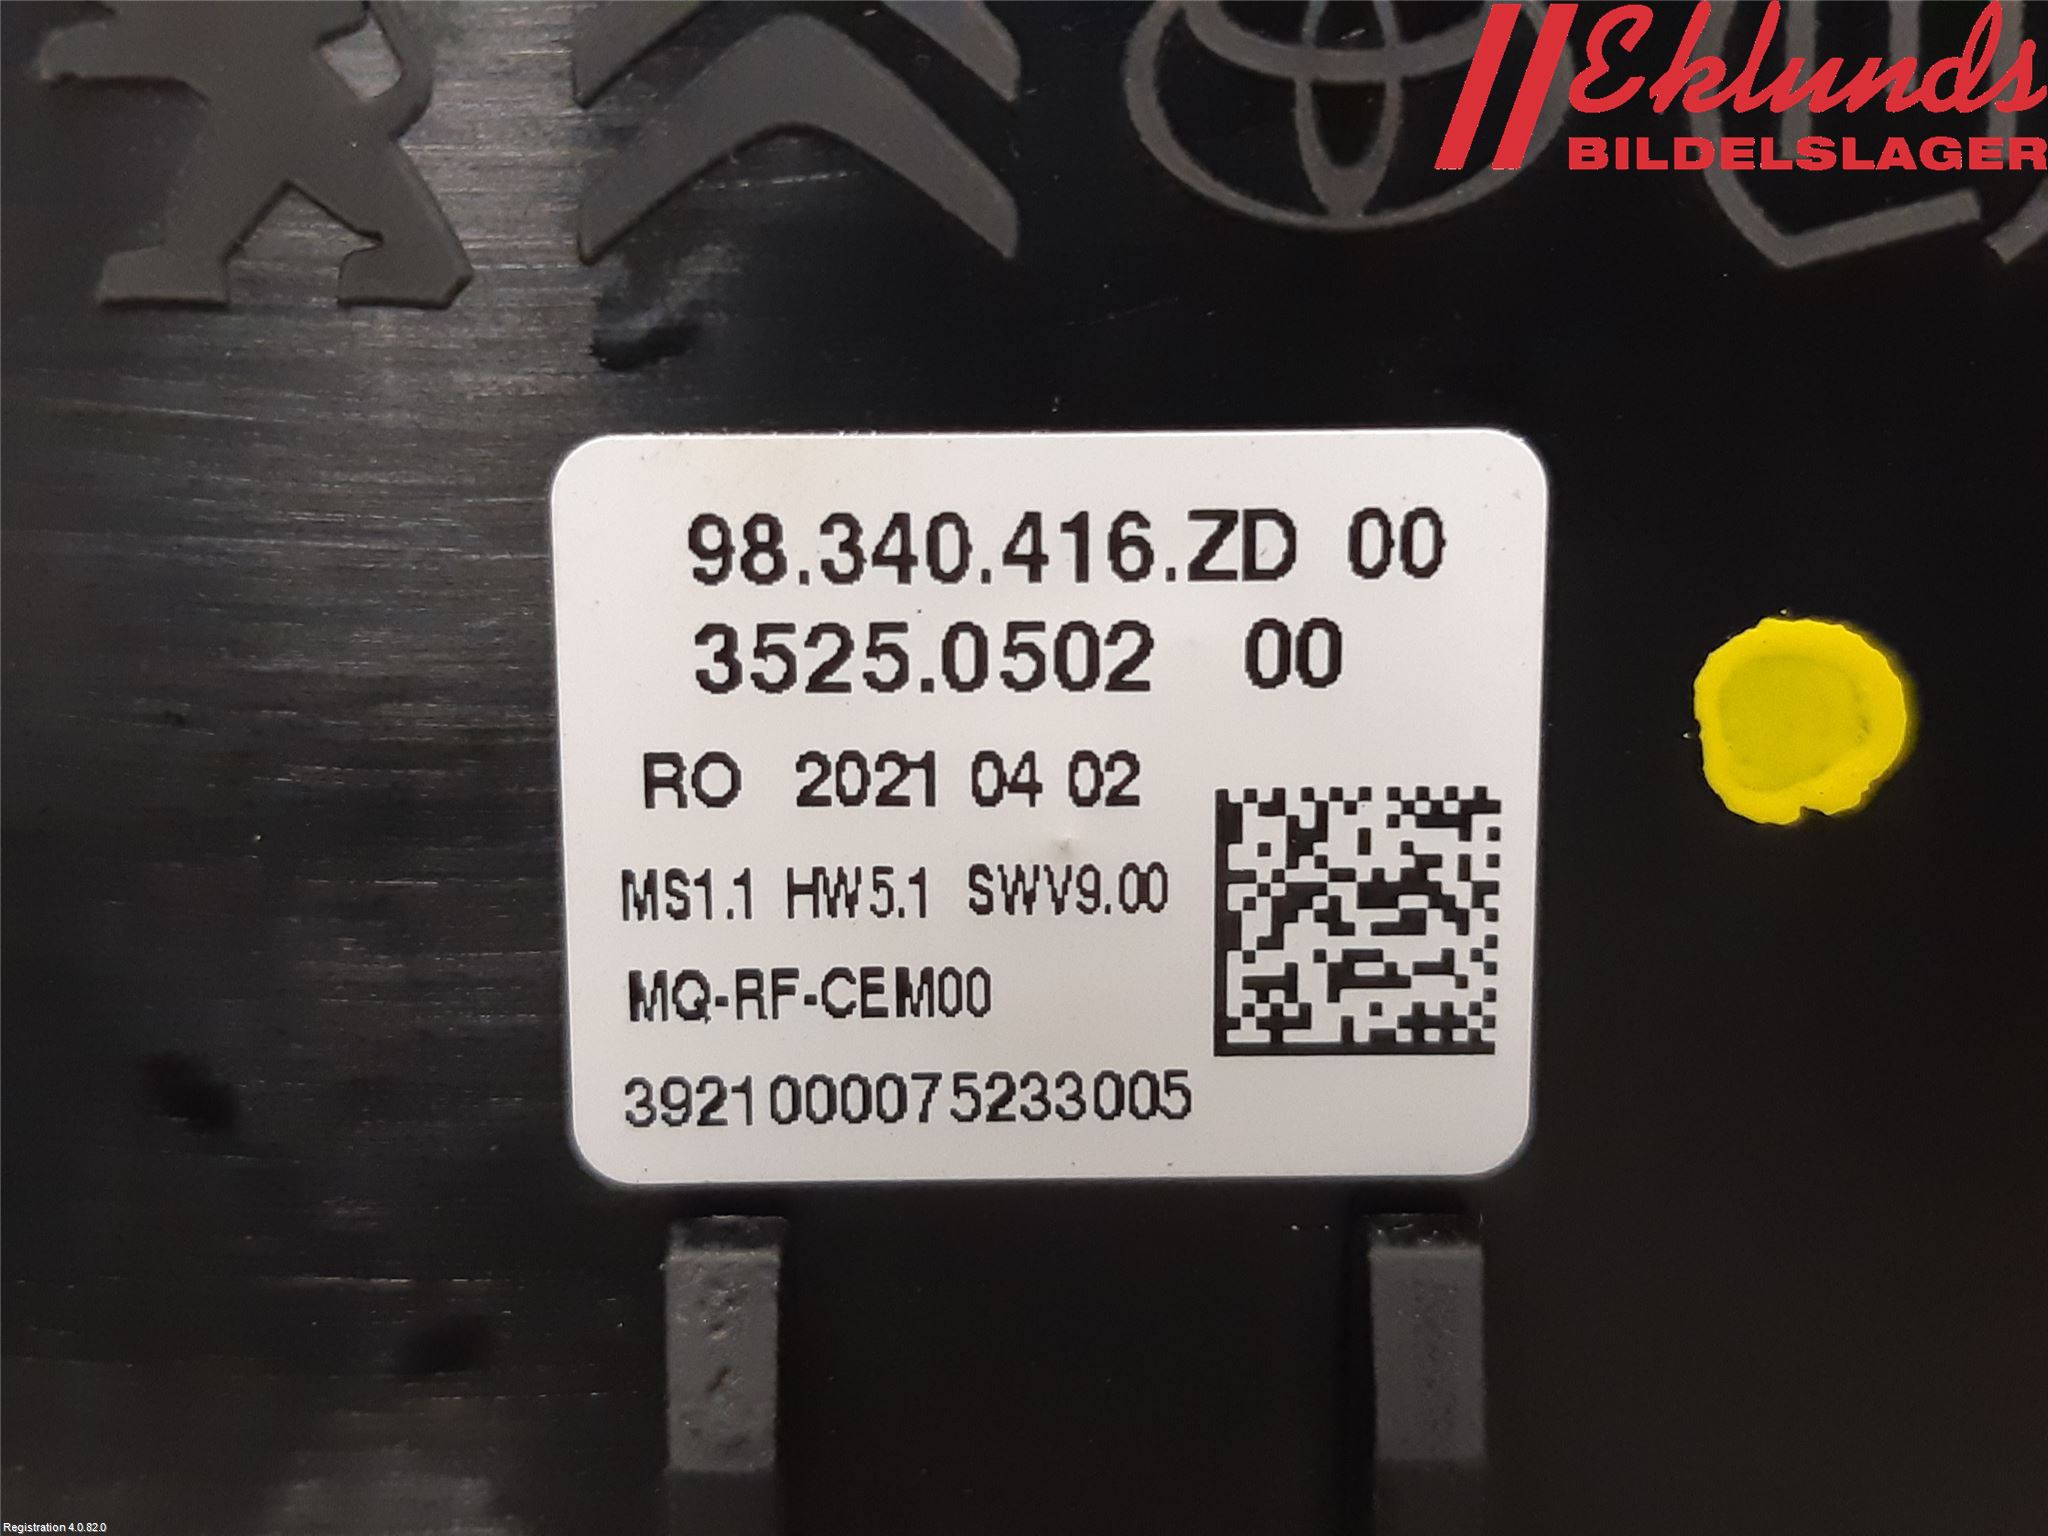 Eklunds
BILDELSLAGER
98.340.416.ZD 00
3525.0502 00
RO 2021 04 02
MS1.1 HW5.1 SWV9.00
MQ-RF-CEM00
3921000075233005
Registration 4.0.82.0